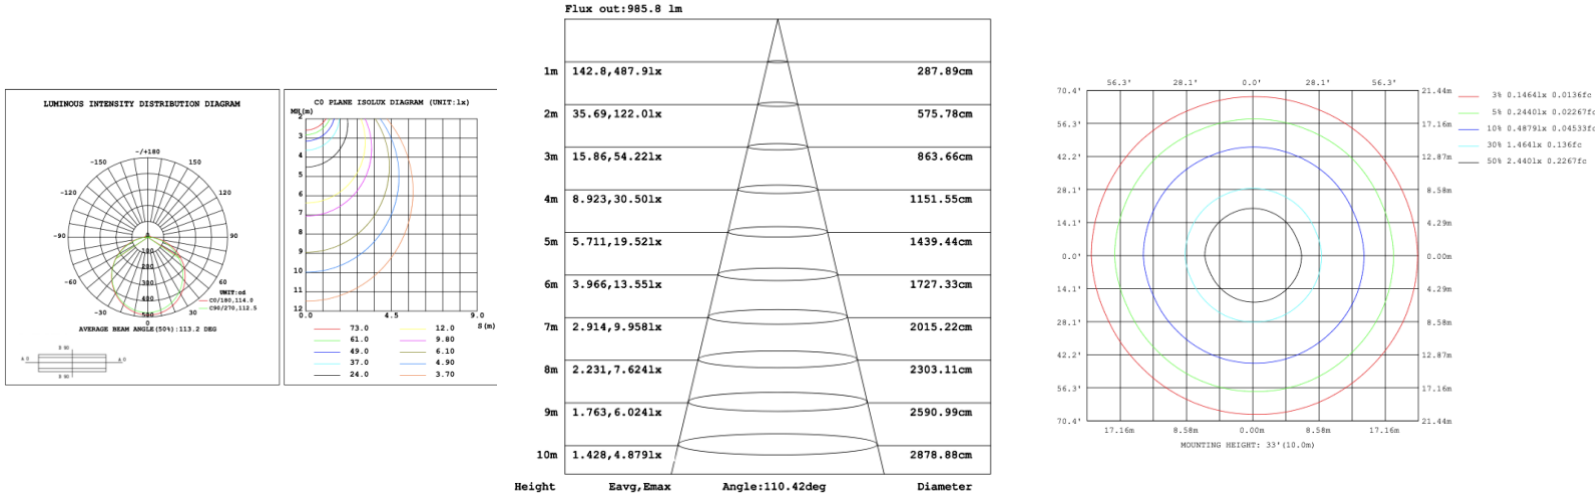 LUMINOUS INTENSITY DISTRIBUTION DIAGRAM
-/+180
-150 150
-120 120
-90 0 90
100
200
-60 300 60
400
-30 500 30
0
UNIT:cd
C0/180,114.0
C90/270,112.5
AVERAGE BEAM ANGLE(50%):113.2 DEG
C0 PLANE ISOLUX DIAGRAM (UNIT:lx)
MH(m)
2
3
4
5
6
7
8
9
10
11
12
0.0 4.5 9.0
S(m)
73.0 12.0
61.0 9.80
49.0 6.10
37.0 4.90
24.0 3.70
Flux out:985.8 lm
1m 142.8,487.9lx 287.89cm
2m 35.69,122.0lx 575.78cm
3m 15.86,54.22lx 863.66cm
4m 8.923,30.50lx 1151.55cm
5m 5.711,19.52lx 1439.44cm
6m 3.966,13.55lx 1727.33cm
7m 2.914,9.958lx 2015.22cm
8m 2.231,7.624lx 2303.11cm
9m 1.763,6.024lx 2590.99cm
10m 1.428,4.879lx 2878.88cm
Height Eavg,Emax Angle:110.42deg Diameter
56.3' 28.1' 0.0' 28.1' 56.3'
70.4' 21.44m
56.3' 17.16m
42.2' 12.87m
28.1' 8.58m
14.1' 4.29m
0.0' 0.00m
14.1' 4.29m
28.1' 8.58m
42.2' 12.87m
56.3' 17.16m
70.4' 21.44m
17.16m 8.58m 0.00m 8.58m 17.16m
MOUNTING HEIGHT: 33'(10.0m)
3% 0.1464lx 0.0136fc
5% 0.2440lx 0.02267fc
10% 0.4879lx 0.04533fc
30% 1.464lx 0.136fc
50% 2.440lx 0.2267fc